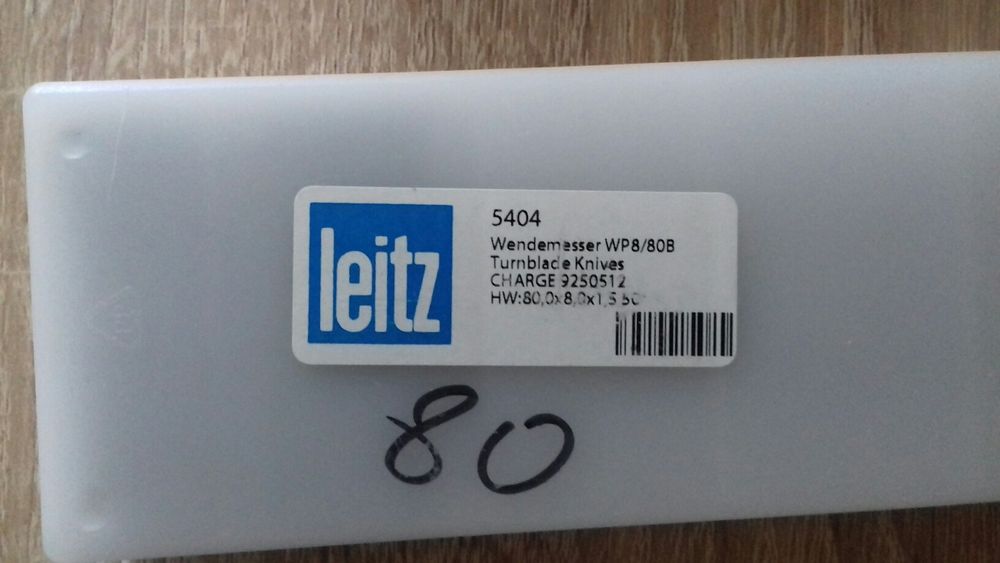 leitz
5404
Wendemesser WP8/80B
Turnblade Knives
CHARGE 9250512
HW:80,0x8,0x1,5
80